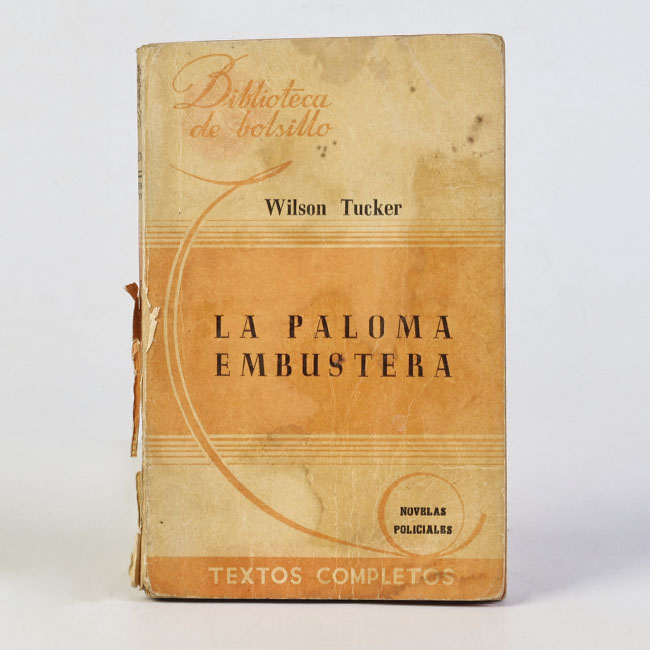 Biblioteca
de bolsillo
Wilson Tucker
LA PALOMA
EMBUSTERA
NOVELAS
POLICIALES
TEXTOS COMPLETOS